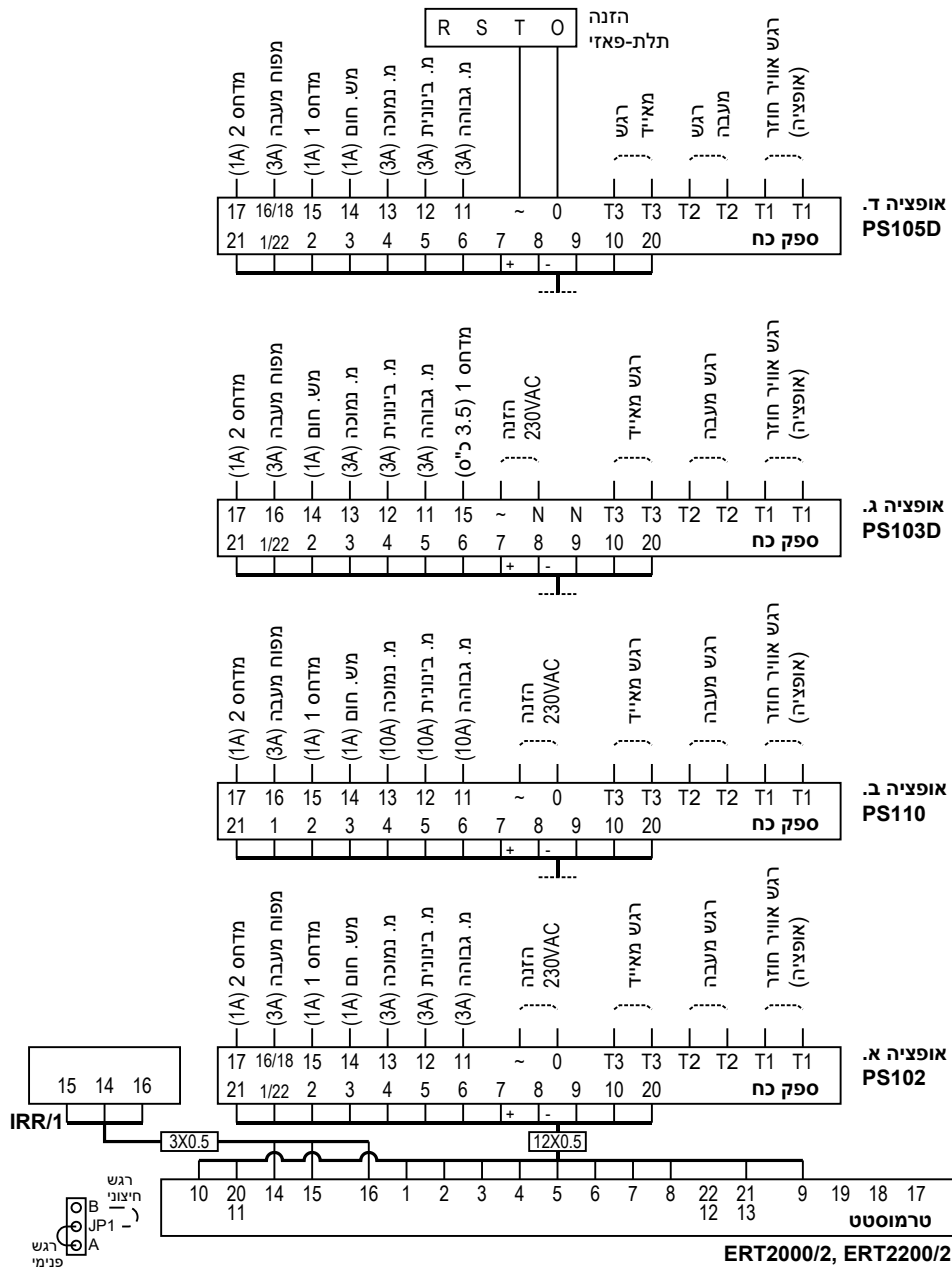 הזנה
תלת-פאזי
R S T O
מדחס 2 (1A)
מפוח מעבה (3A)
מדחס 1 (1A)
מש. חום (1A)
מ. נמוכה (3A)
מ. בינונית (3A)
מ. גבוהה (3A)
רגש
מאייד
רגש
מעבה
רגש אוויר חוזר
(אופציה)
17 16/18 15 14 13 12 11 ~ 0 T3 T3 T2 T2 T1 T1
21 1/22 2 3 4 5 6 7 8 9 10 20 ספק כח
+ -
אופציה ד.
PS105D
מדחס 2 (1A)
מפוח מעבה (3A)
מש. חום (1A)
מ. נמוכה (3A)
מ. בינונית (3A)
מ. גבוהה (3A)
מדחס 1 (3.5 כ"ס)
הזנה
230VAC
רגש מאייד
רגש מעבה
רגש אוויר חוזר
(אופציה)
17 16 14 13 12 11 15 ~ N N T3 T3 T2 T2 T1 T1
21 1/22 2 3 4 5 6 7 8 9 10 20 ספק כח
+ -
אופציה ג.
PS103D
מדחס 2 (1A)
מפוח מעבה (3A)
מדחס 1 (1A)
מש. חום (1A)
מ. נמוכה (10A)
מ. בינונית (10A)
מ. גבוהה (10A)
הזנה
230VAC
רגש מאייד
רגש מעבה
רגש אוויר חוזר
(אופציה)
17 16 15 14 13 12 11 ~ 0 T3 T3 T2 T2 T1 T1
21 1 2 3 4 5 6 7 8 9 10 20 ספק כח
+ -
אופציה ב.
PS110
מדחס 2 (1A)
מפוח מעבה (3A)
מדחס 1 (1A)
מש. חום (1A)
מ. נמוכה (3A)
מ. בינונית (3A)
מ. גבוהה (3A)
הזנה
230VAC
רגש מאייד
רגש מעבה
רגש אוויר חוזר
(אופציה)
17 16/18 15 14 13 12 11 ~ 0 T3 T3 T2 T2 T1 T1
21 1/22 2 3 4 5 6 7 8 9 10 20 ספק כח
+ -
אופציה א.
PS102
15 14 16
IRR/1
3X0.5
12X0.5
10 20 14 15 16 1 2 3 4 5 6 7 8 22 21 9 19 18 17
11 12 13
טרמוסטט
ERT2000/2, ERT2200/2
רגש
חיצוני
B
JP1
A
רגש
פנימי